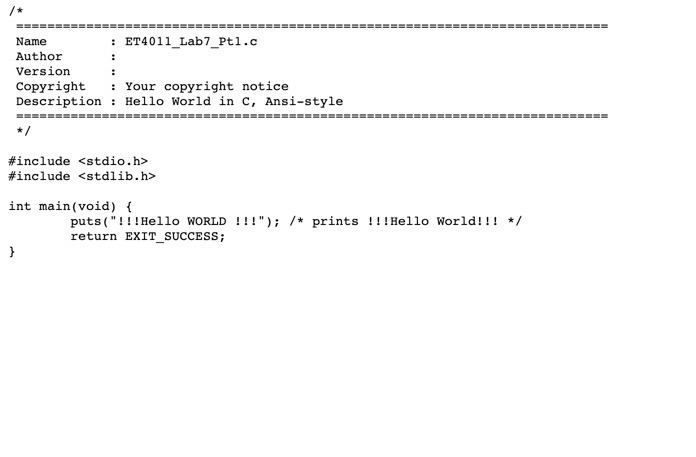 /*
 ============================================================================
 Name        : ET4011_Lab7_Pt1.c
 Author      :
 Version     :
 Copyright   : Your copyright notice
 Description : Hello World in C, Ansi-style
 ============================================================================
 */

#include <stdio.h>
#include <stdlib.h>

int main(void) {
        puts("!!!Hello WORLD !!!"); /* prints !!!Hello World!!! */
        return EXIT_SUCCESS;
}